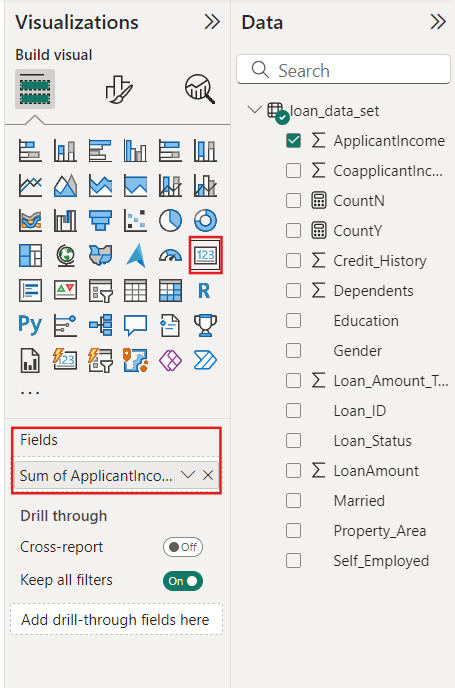 Visualizations
Build visual
123
R
Py
123
...
Fields
Sum of ApplicantInco...
Drill through
Cross-report
Off
Keep all filters
On
Add drill-through fields here
Data
Search
loan_data_set
ApplicantIncome
CoapplicantInc...
CountN
CountY
Credit_History
Dependents
Education
Gender
Loan_Amount_T...
Loan_ID
Loan_Status
LoanAmount
Married
Property_Area
Self_Employed